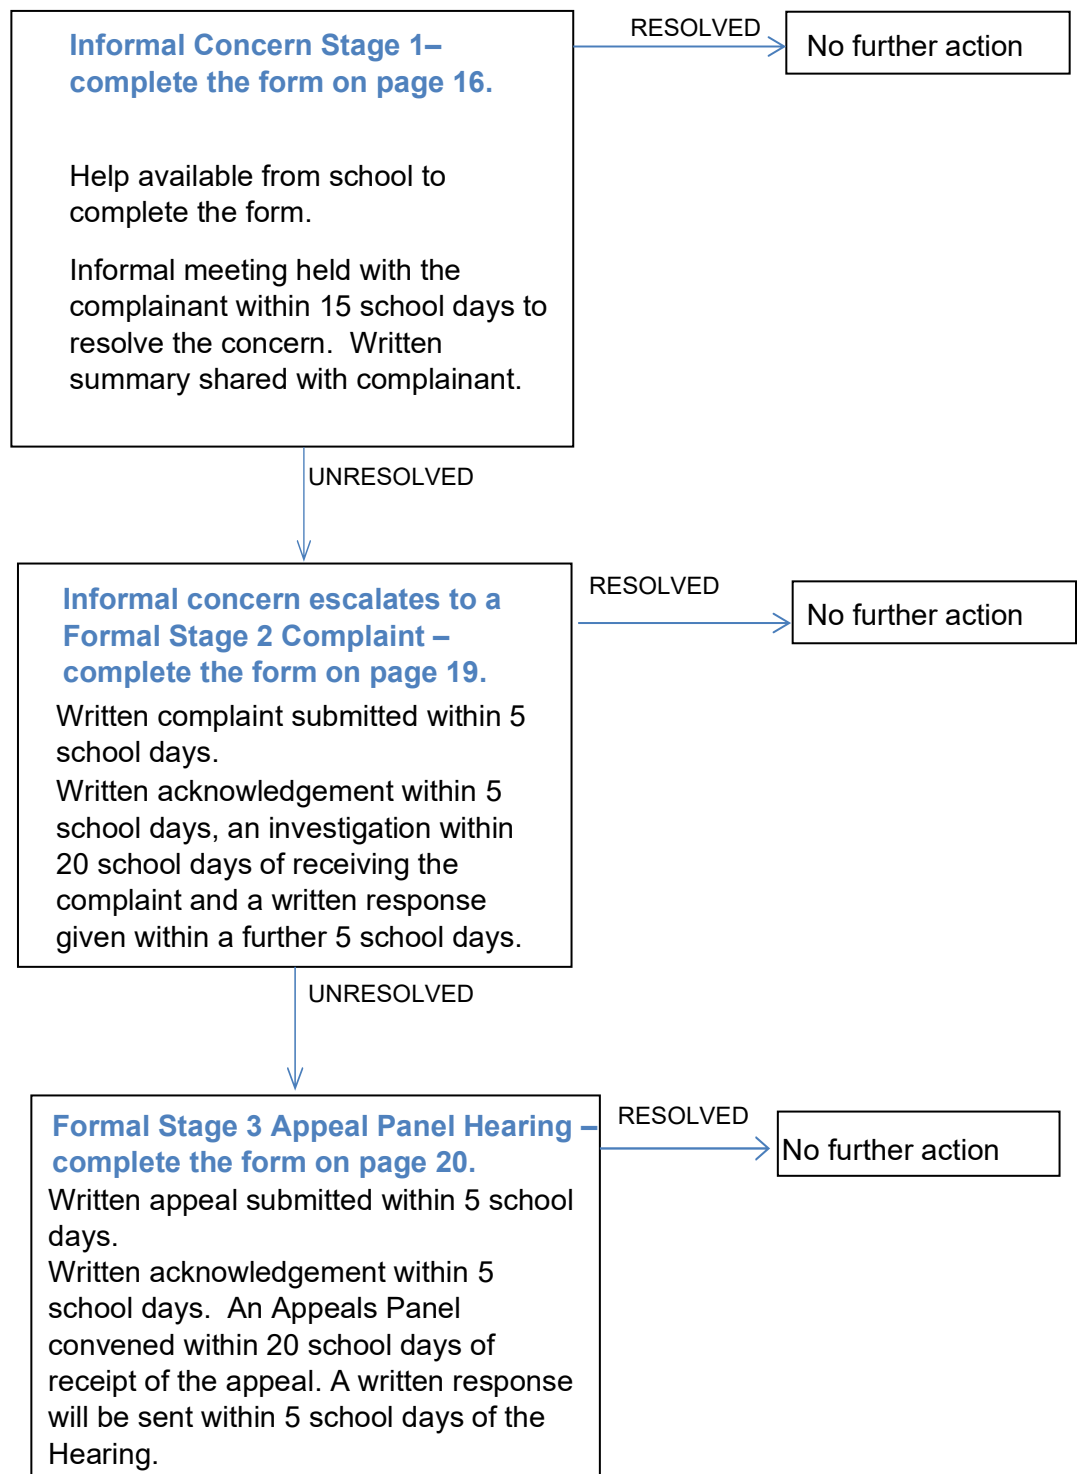 Informal Concern Stage 1–
complete the form on page 16.
RESOLVED
No further action
Help available from school to
complete the form.
Informal meeting held with the
complainant within 15 school days to
resolve the concern.  Written
summary shared with complainant.
UNRESOLVED
Informal concern escalates to a
Formal Stage 2 Complaint –
complete the form on page 19.
RESOLVED
No further action
Written complaint submitted within 5
school days.
Written acknowledgement within 5
school days, an investigation within
20 school days of receiving the
complaint and a written response
given within a further 5 school days.
UNRESOLVED
Formal Stage 3 Appeal Panel Hearing –
complete the form on page 20.
RESOLVED
No further action
Written appeal submitted within 5 school
days.
Written acknowledgement within 5
school days.  An Appeals Panel
convened within 20 school days of
receipt of the appeal. A written response
will be sent within 5 school days of the
Hearing.